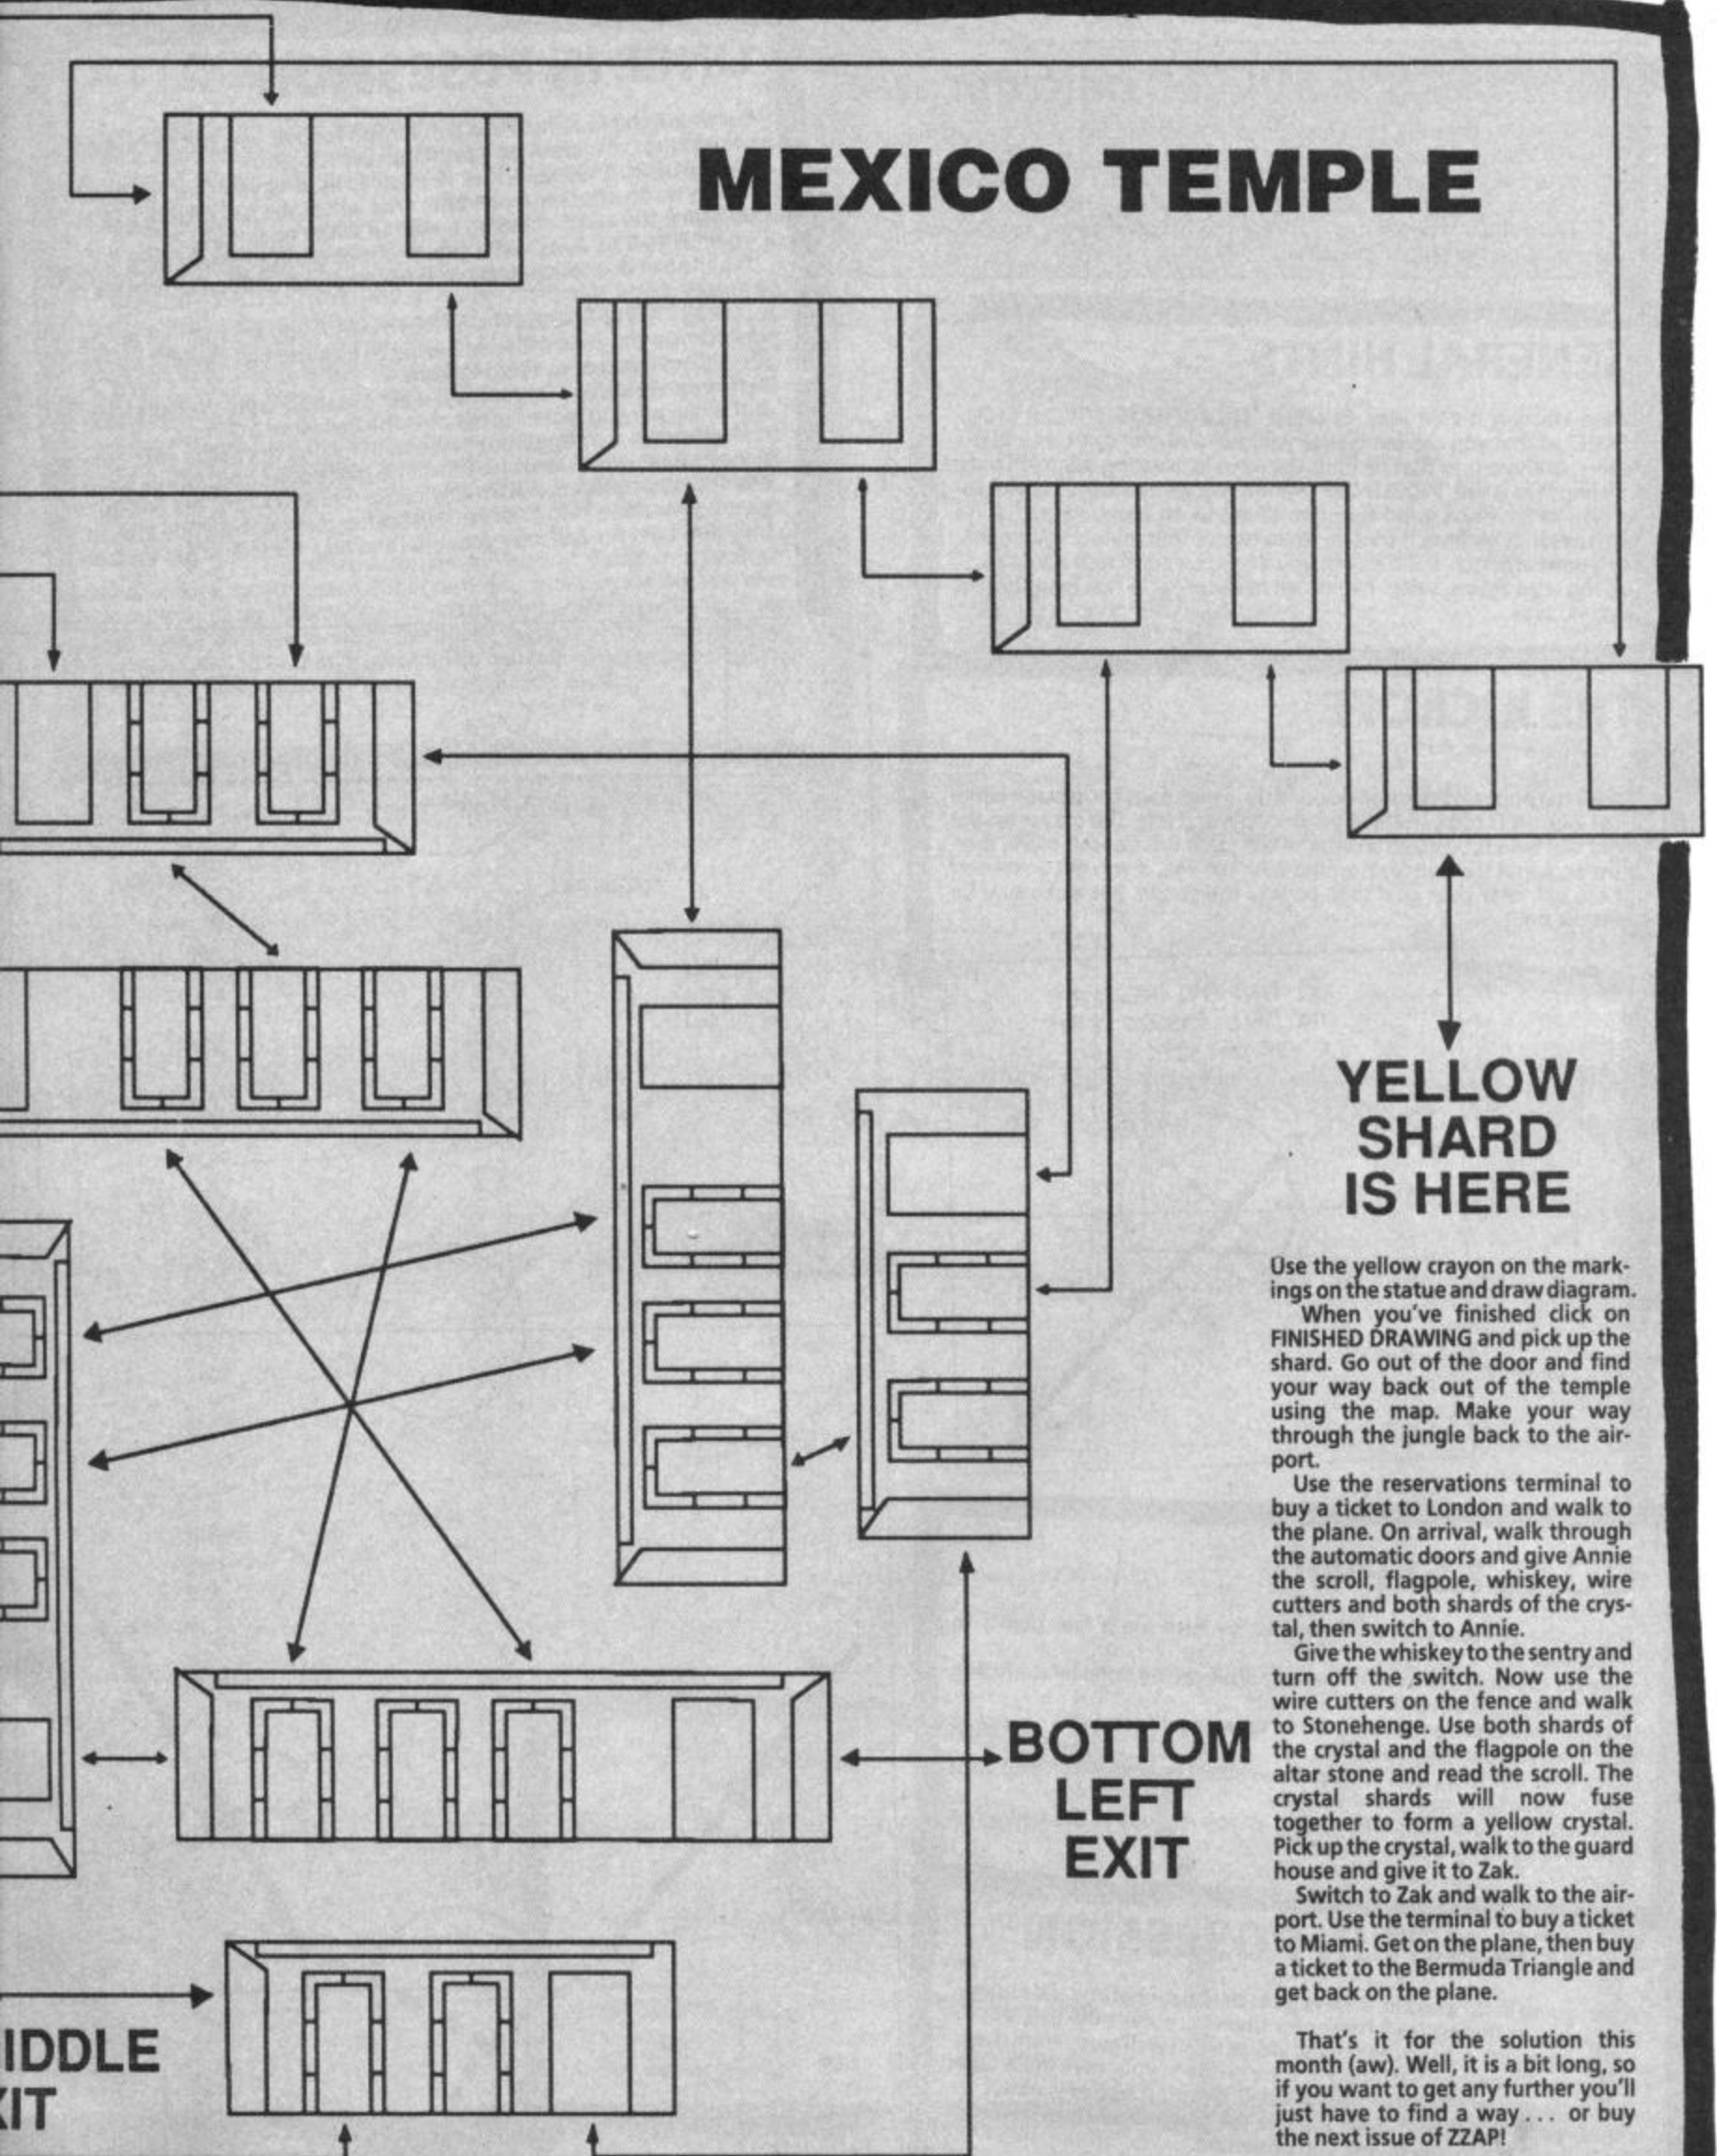 MEXICO TEMPLE
YELLOW
SHARD
IS HERE
Use the yellow crayon on the mark-
ings on the statue and draw diagram.
When you've finished click on
FINISHED DRAWING and pick up the
shard. Go out of the door and find
your way back out of the temple
using the map. Make your way
through the jungle back to the air-
port.
Use the reservations terminal to
buy a ticket to London and walk to
the plane. On arrival, walk through
the automatic doors and give Annie
the scroll, flagpole, whiskey, wire
cutters and both shards of the crys-
tal, then switch to Annie.
Give the whiskey to the sentry and
turn off the switch. Now use the
wire cutters on the fence and walk
to Stonehenge. Use both shards of
the crystal and the flagpole on the
altar stone and read the scroll. The
crystal shards will now fuse
together to form a yellow crystal.
Pick up the crystal, walk to the guard
house and give it to Zak.
Switch to Zak and walk to the air-
port. Use the terminal to buy a ticket
to Miami. Get on the plane, then buy
a ticket to the Bermuda Triangle and
get back on the plane.
That's it for the solution this
month (aw). Well, it is a bit long, so
if you want to get any further you'll
just have to find a way... or buy
the next issue of ZZAP!
BOTTOM
LEFT
EXIT
IDDLE
XIT